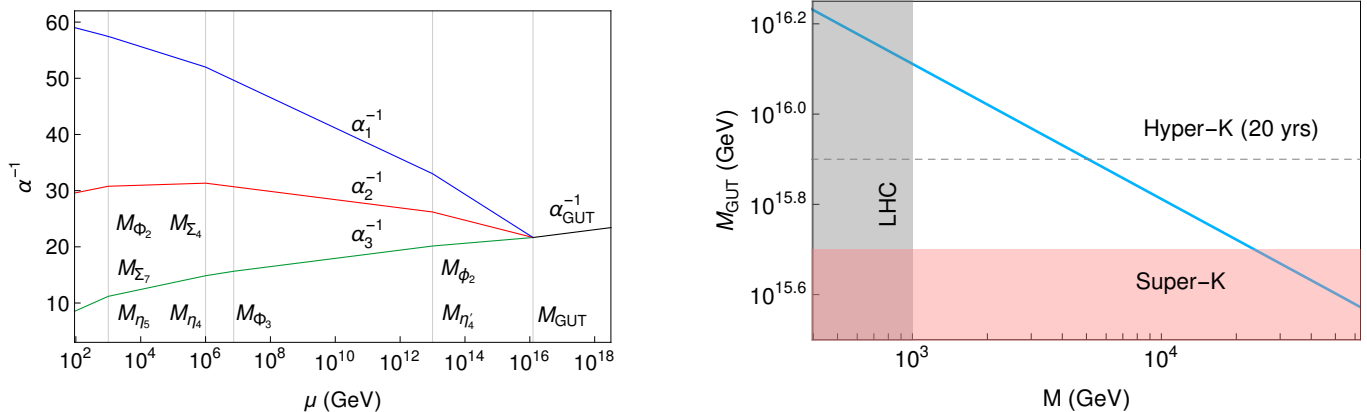 60
50
40
30
20
10
α⁻¹
α₁⁻¹
α₂⁻¹
α₃⁻¹
α_GUT⁻¹
M_Φ₂ M_Σ₄
M_Σ₇ M_ϕ₂
M_η₅ M_η₄ M_Φ₃ M_η₄′ M_GUT
10² 10⁴ 10⁶ 10⁸ 10¹⁰ 10¹² 10¹⁴ 10¹⁶ 10¹⁸
μ (GeV)
10^16.2
10^16.0
10^15.8
10^15.6
M_GUT (GeV)
LHC
Hyper−K (20 yrs)
Super−K
10³ 10⁴
M (GeV)